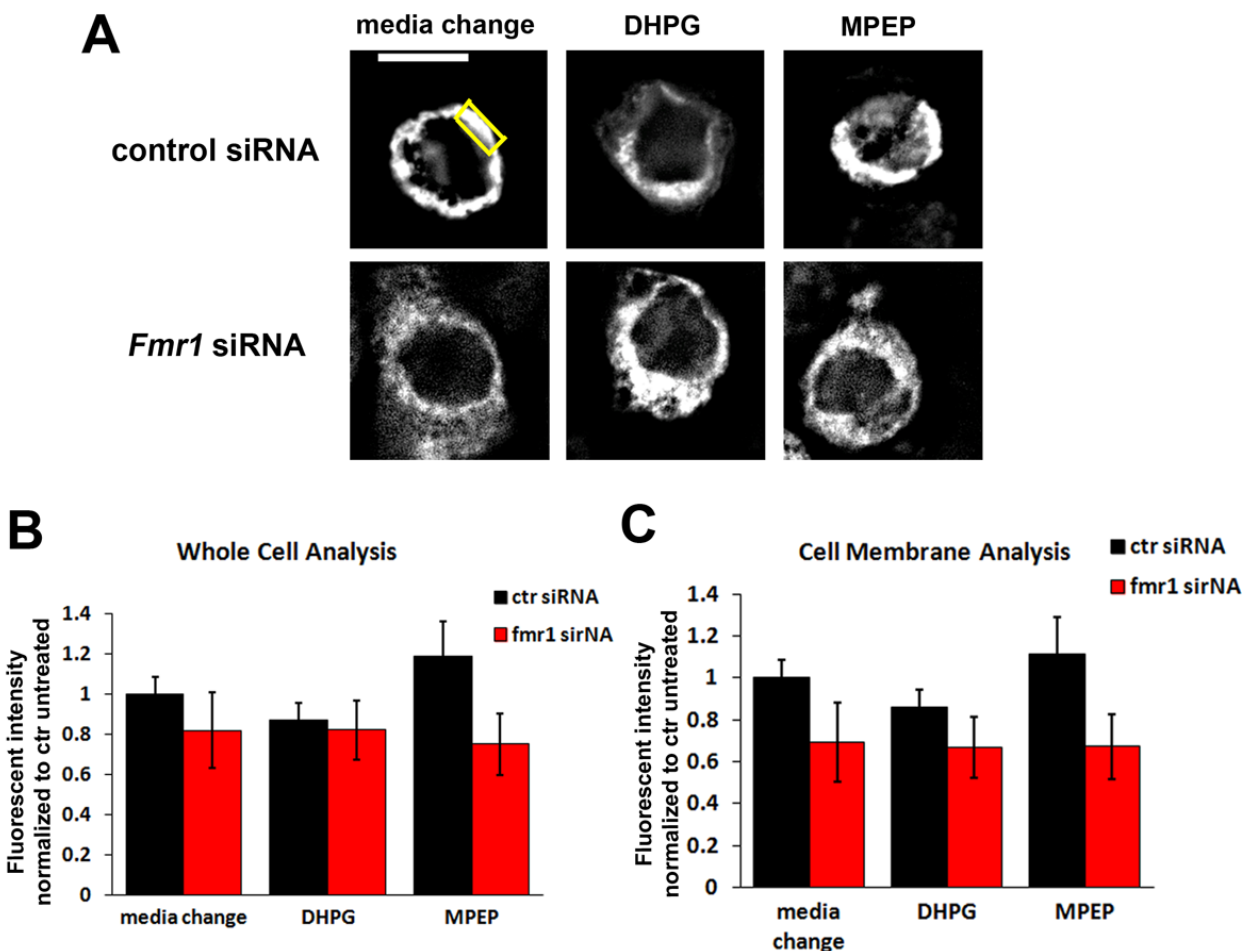 A
media change
DHPG
MPEP
control siRNA
Fmr1 siRNA
B
Whole Cell Analysis
ctr siRNA
fmr1 sirNA
Fluorescent intensity
normalized to ctr untreated
1.4
1.2
1
0.8
0.6
0.4
0.2
0
media change
DHPG
MPEP
C
Cell Membrane Analysis
ctr siRNA
fmr1 siRNA
Fluorescent intensity
normalized to ctr untreated
1.4
1.2
1
0.8
0.6
0.4
0.2
0
media
change
DHPG
MPEP